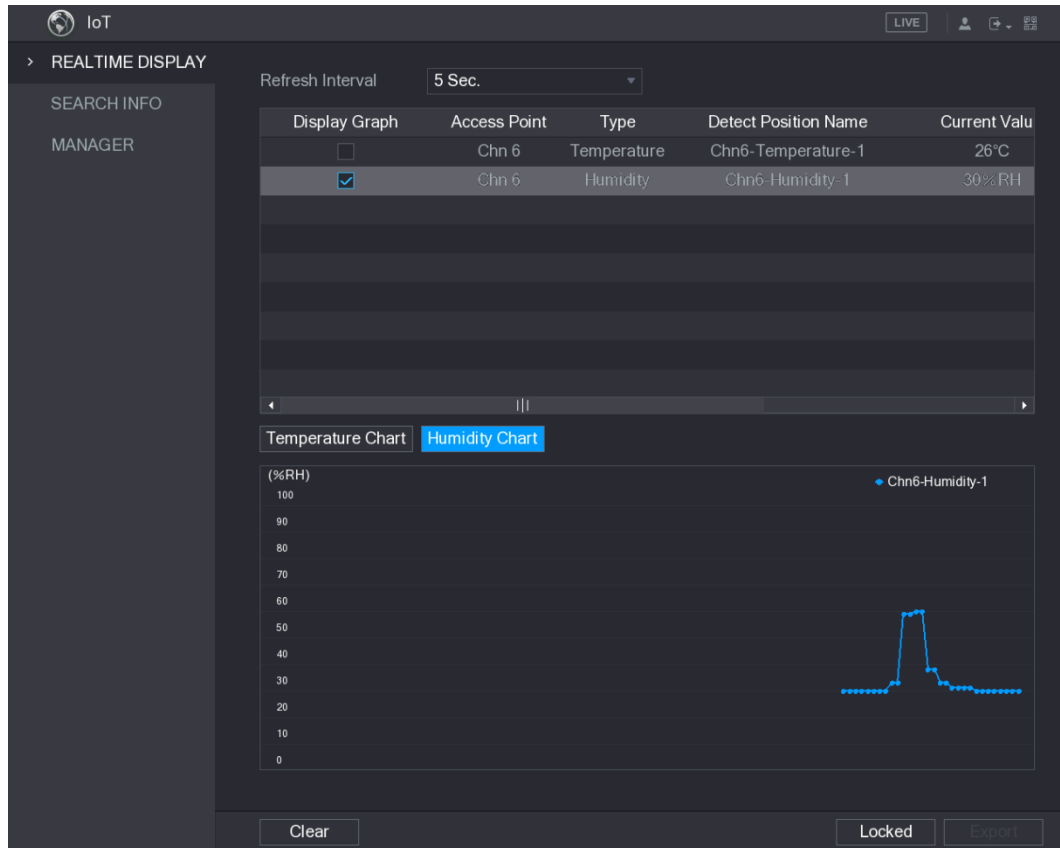 IoT
LIVE
REALTIME DISPLAY
SEARCH INFO
MANAGER
Refresh Interval 5 Sec.
Display Graph Access Point Type Detect Position Name Current Valu
Chn 6 Temperature Chn6-Temperature-1 26°C
Chn 6 Humidity Chn6-Humidity-1 30%RH
Temperature Chart Humidity Chart
(%RH)
Chn6-Humidity-1
100
90
80
70
60
50
40
30
20
10
0
Clear Locked Export